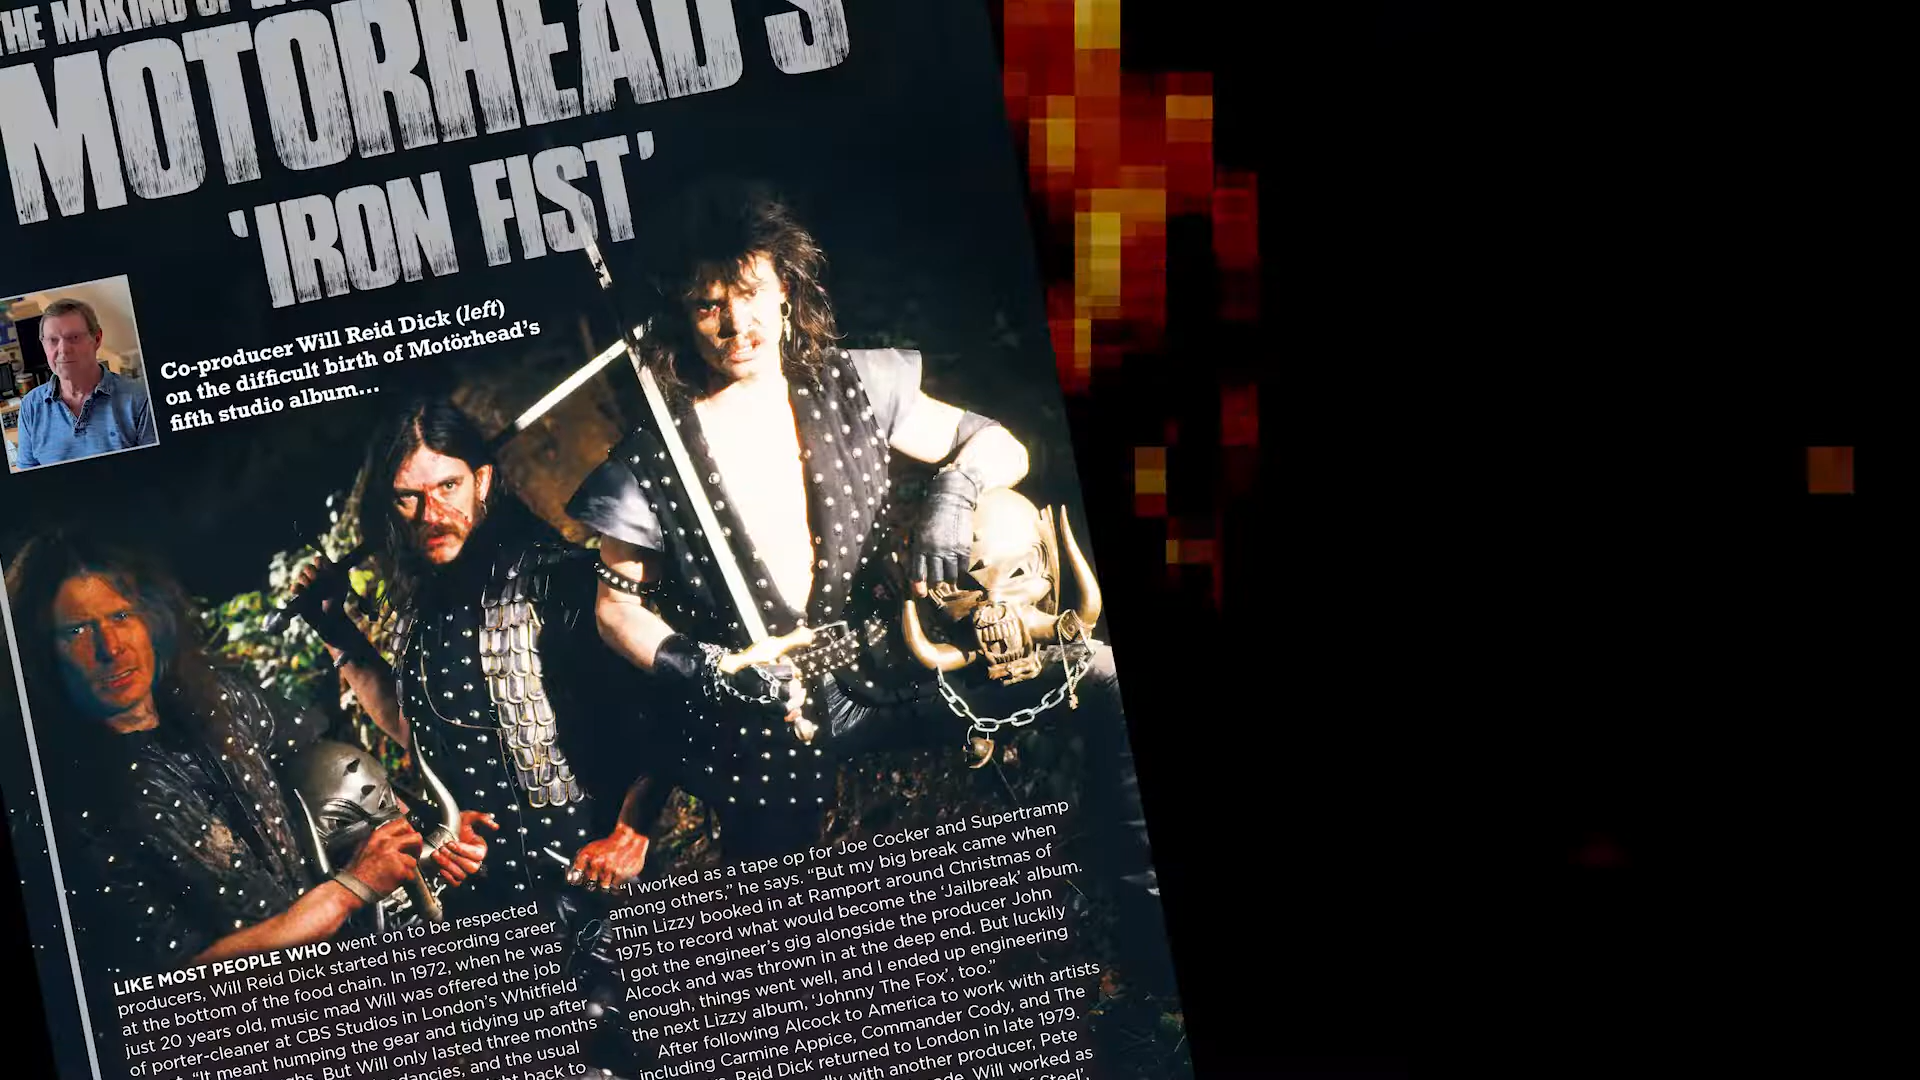 THE MAKING OF
MOTORHEAD'S
'IRON FIST'
Co-producer Will Reid Dick (left)
on the difficult birth of Motörhead's
fifth studio album...
LIKE MOST PEOPLE WHO went on to be respected
producers, Will Reid Dick started his recording career
at the bottom of the food chain. In 1972, when he was
just 20 years old, music mad Will was offered the job
of porter-cleaner at CBS Studios in London's Whitfield
"It meant humping the gear and tidying up after
But Will only lasted three months
and the usual
back to
"I worked as a tape op for Joe Cocker and Supertramp
among others," he says. "But my big break came when
Thin Lizzy booked in at Ramport around Christmas of
1975 to record what would become the 'Jailbreak' album.
I got the engineer's gig alongside the producer John
Alcock and was thrown in at the deep end. But luckily
enough, things went well, and I ended up engineering
the next Lizzy album, 'Johnny The Fox', too."
After following Alcock to America to work with artists
including Carmine Appice, Commander Cody, and The
Reid Dick returned to London in late 1979.
with another producer, Pete
Will worked as
Steel',